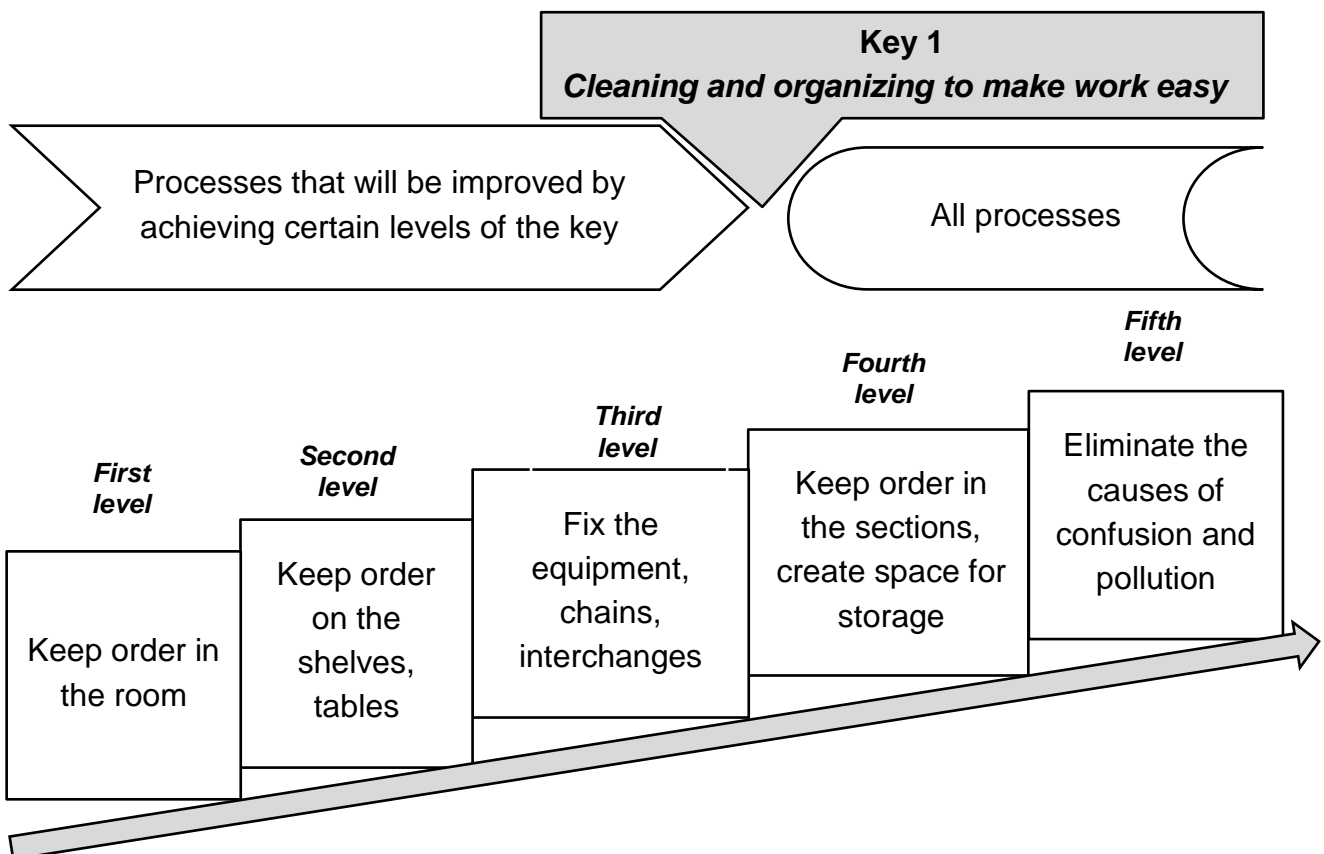 Key 1
Cleaning and organizing to make work easy
Processes that will be improved by
achieving certain levels of the key
All processes
First
level
Keep order in
the room
Second
level
Keep order
on the
shelves,
tables
Third
level
Fix the
equipment,
chains,
interchanges
Fourth
level
Keep order in
the sections,
create space for
storage
Fifth
level
Eliminate the
causes of
confusion and
pollution